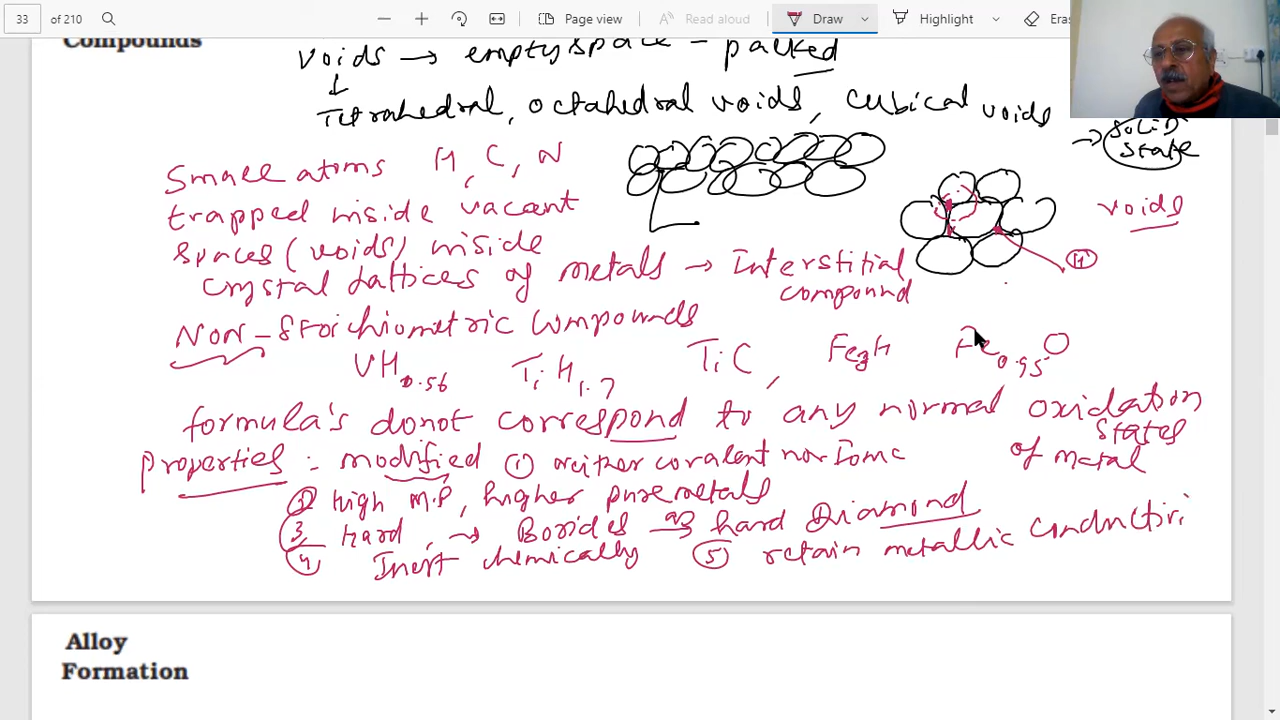 33 of 210 Page view Read aloud Draw Highlight Eras
Compounds
voids → empty space - packed
Tetrahedral, octahedral voids, cubical voids
→ SOLID
state
Small atoms H, C, N
trapped inside vacant
voids
spaces (voids) inside
crystal lattices of metals → Interstitial
compound
H
Non-Stoichiometric compounds
VH0.56 TiH1.7 TiC, Fe3H Fe0.95O
formula's donot correspond to any normal oxidation
states
of metal
properties: modified ① neither covalent nor Ionic
② High M.P, higher pure metals
③ Hard, → Borides as hard Diamond
④ Inert chemically ⑤ retain metallic conductivi
Alloy
Formation